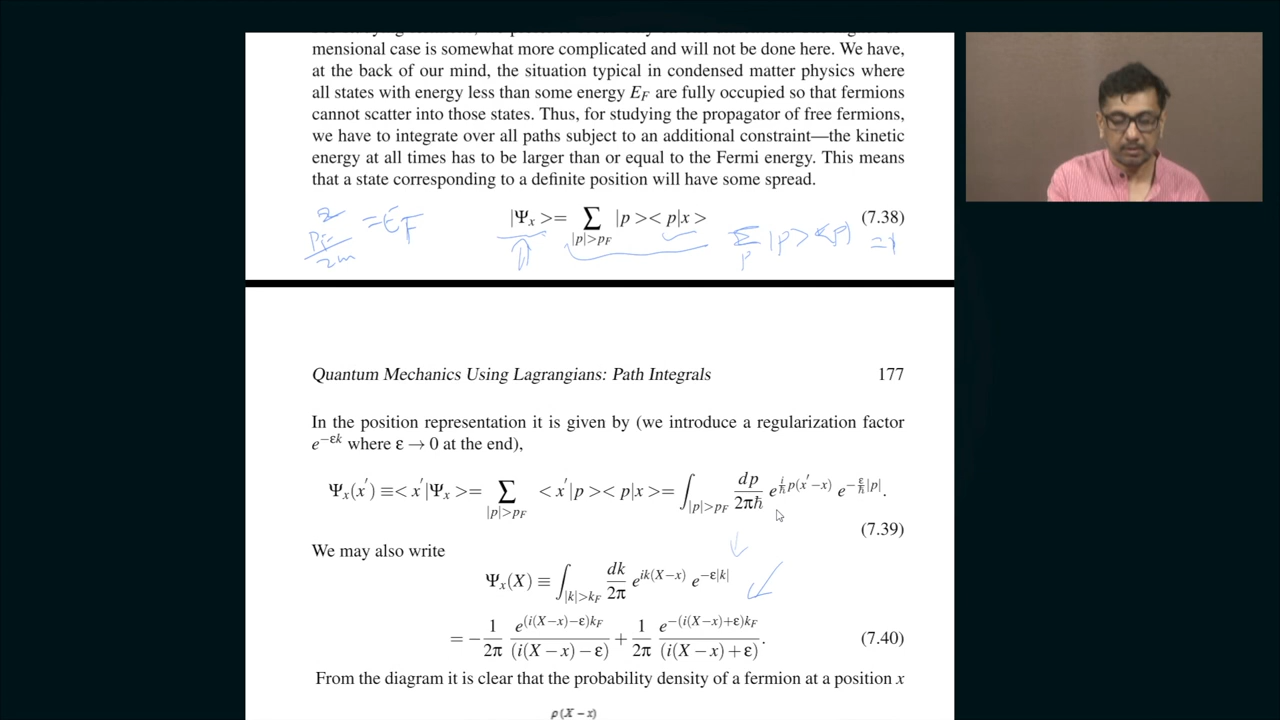 mensional case is somewhat more complicated and will not be done here. We have,
at the back of our mind, the situation typical in condensed matter physics where
all states with energy less than some energy E_F are fully occupied so that fermions
cannot scatter into those states. Thus, for studying the propagator of free fermions,
we have to integrate over all paths subject to an additional constraint—the kinetic
energy at all times has to be larger than or equal to the Fermi energy. This means
that a state corresponding to a definite position will have some spread.
p_F^2/2m = E_F
|Ψ_x >= ∑_{|p|>p_F} |p >< p|x > (7.38)
∑_p |p> <p| = 1
Quantum Mechanics Using Lagrangians: Path Integrals 177
In the position representation it is given by (we introduce a regularization factor
e^{−εk} where ε → 0 at the end),
Ψ_x(x′) ≡< x′|Ψ_x >= ∑_{|p|>p_F} < x′|p >< p|x >= ∫_{|p|>p_F} dp/2πħ e^{i/ħ p(x′−x)} e^{−ε/ħ |p|}.
(7.39)
We may also write
Ψ_x(X) ≡ ∫_{|k|>k_F} dk/2π e^{ik(X−x)} e^{−ε|k|}
= − 1/2π e^{(i(X−x)−ε)k_F}/(i(X−x)−ε) + 1/2π e^{−(i(X−x)+ε)k_F}/(i(X−x)+ε). (7.40)
From the diagram it is clear that the probability density of a fermion at a position x
ρ(X − x)